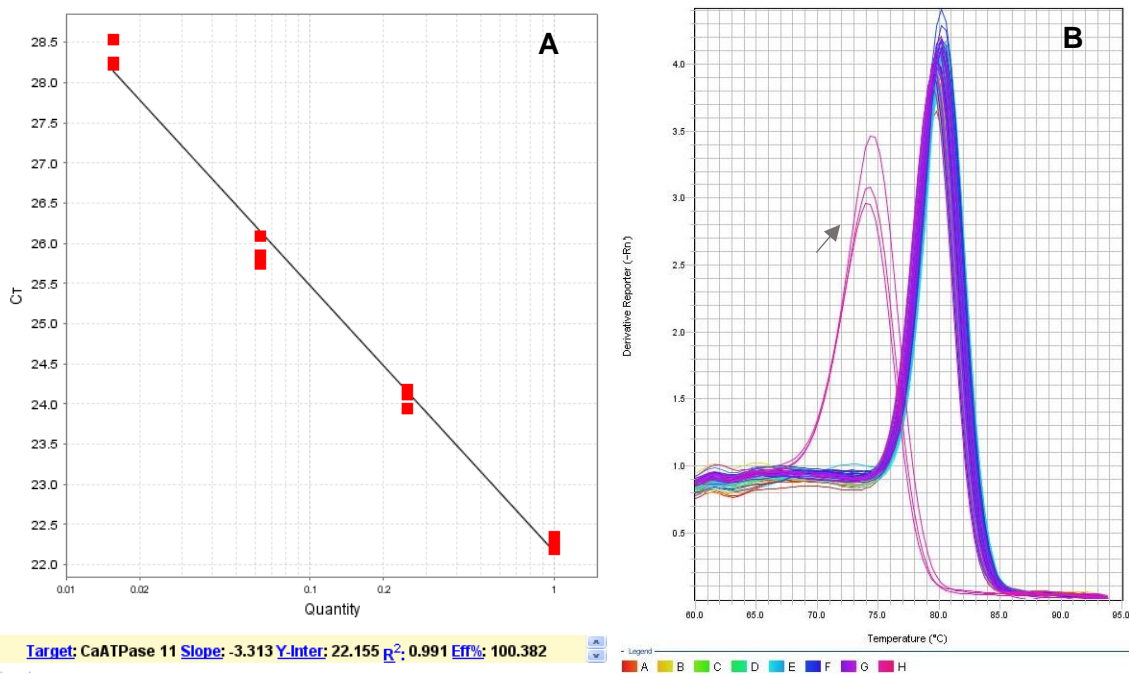 A
28.5
28.0
27.5
27.0
26.5
26.0
25.5
25.0
24.5
24.0
23.5
23.0
22.5
22.0
CT
0.01 0.02 0.1 0.2 1
Quantity
Target: CaATPase 11 Slope: -3.313 Y-Inter: 22.155 R2: 0.991 Eff%: 100.382
B
4.0
3.5
3.0
2.5
2.0
1.5
1.0
0.5
Derivative Reporter (-Rn)
60.0 65.0 70.0 75.0 80.0 85.0 90.0 95.0
Temperature (°C)
Legend
A B C D E F G H